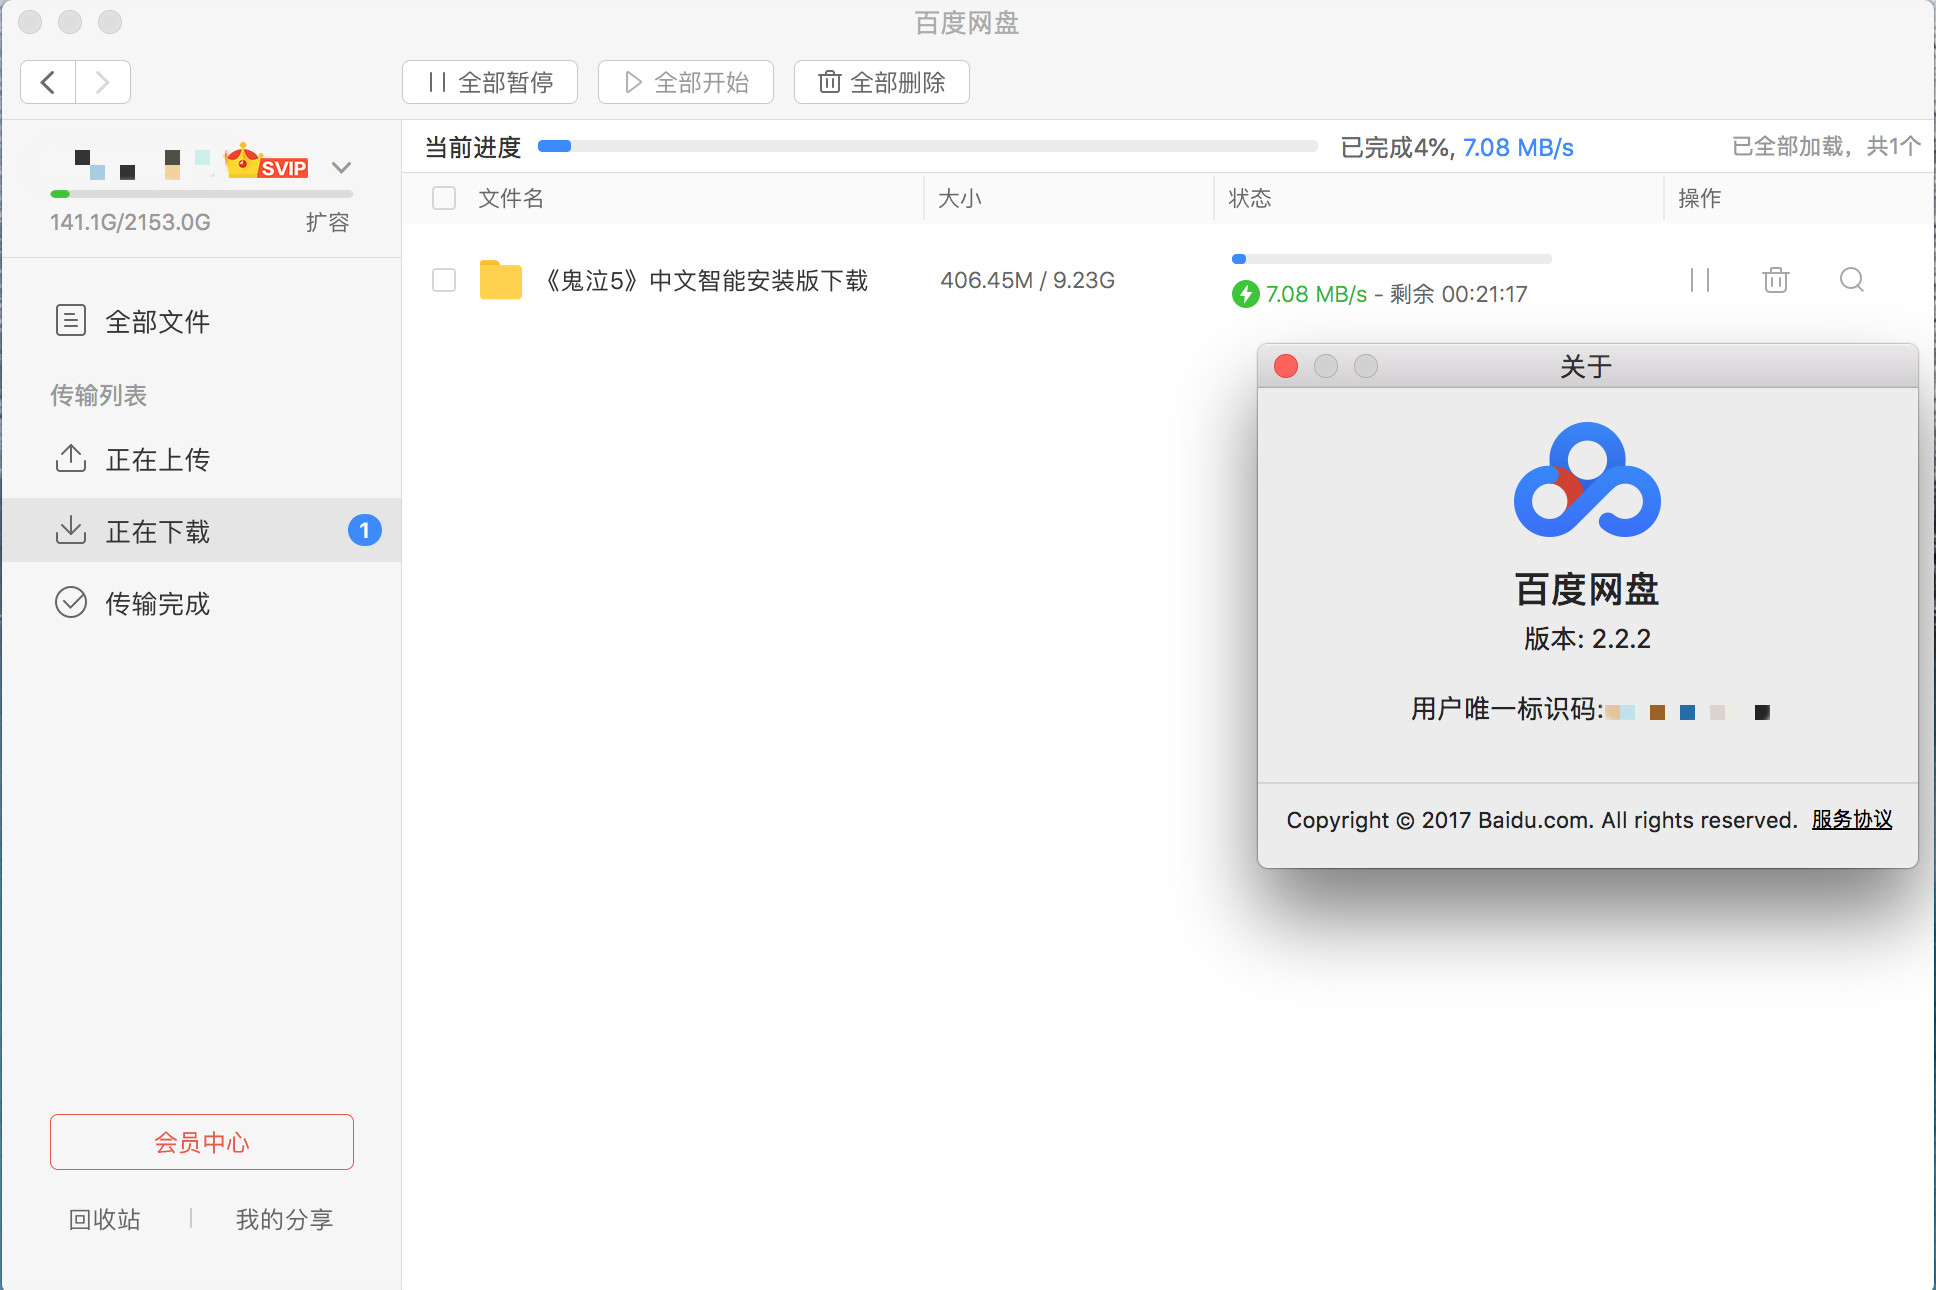 百度网盘
全部暂停
全部开始
全部删除
SVIP
141.1G/2153.0G 扩容
全部文件
传输列表
正在上传
正在下载 1
传输完成
会员中心
回收站 | 我的分享
当前进度 已完成4%, 7.08 MB/s 已全部加载，共1个
文件名 大小 状态 操作
《鬼泣5》中文智能安装版下载 406.45M / 9.23G
7.08 MB/s - 剩余 00:21:17
关于
百度网盘
版本: 2.2.2
用户唯一标识码:
Copyright © 2017 Baidu.com. All rights reserved. 服务协议